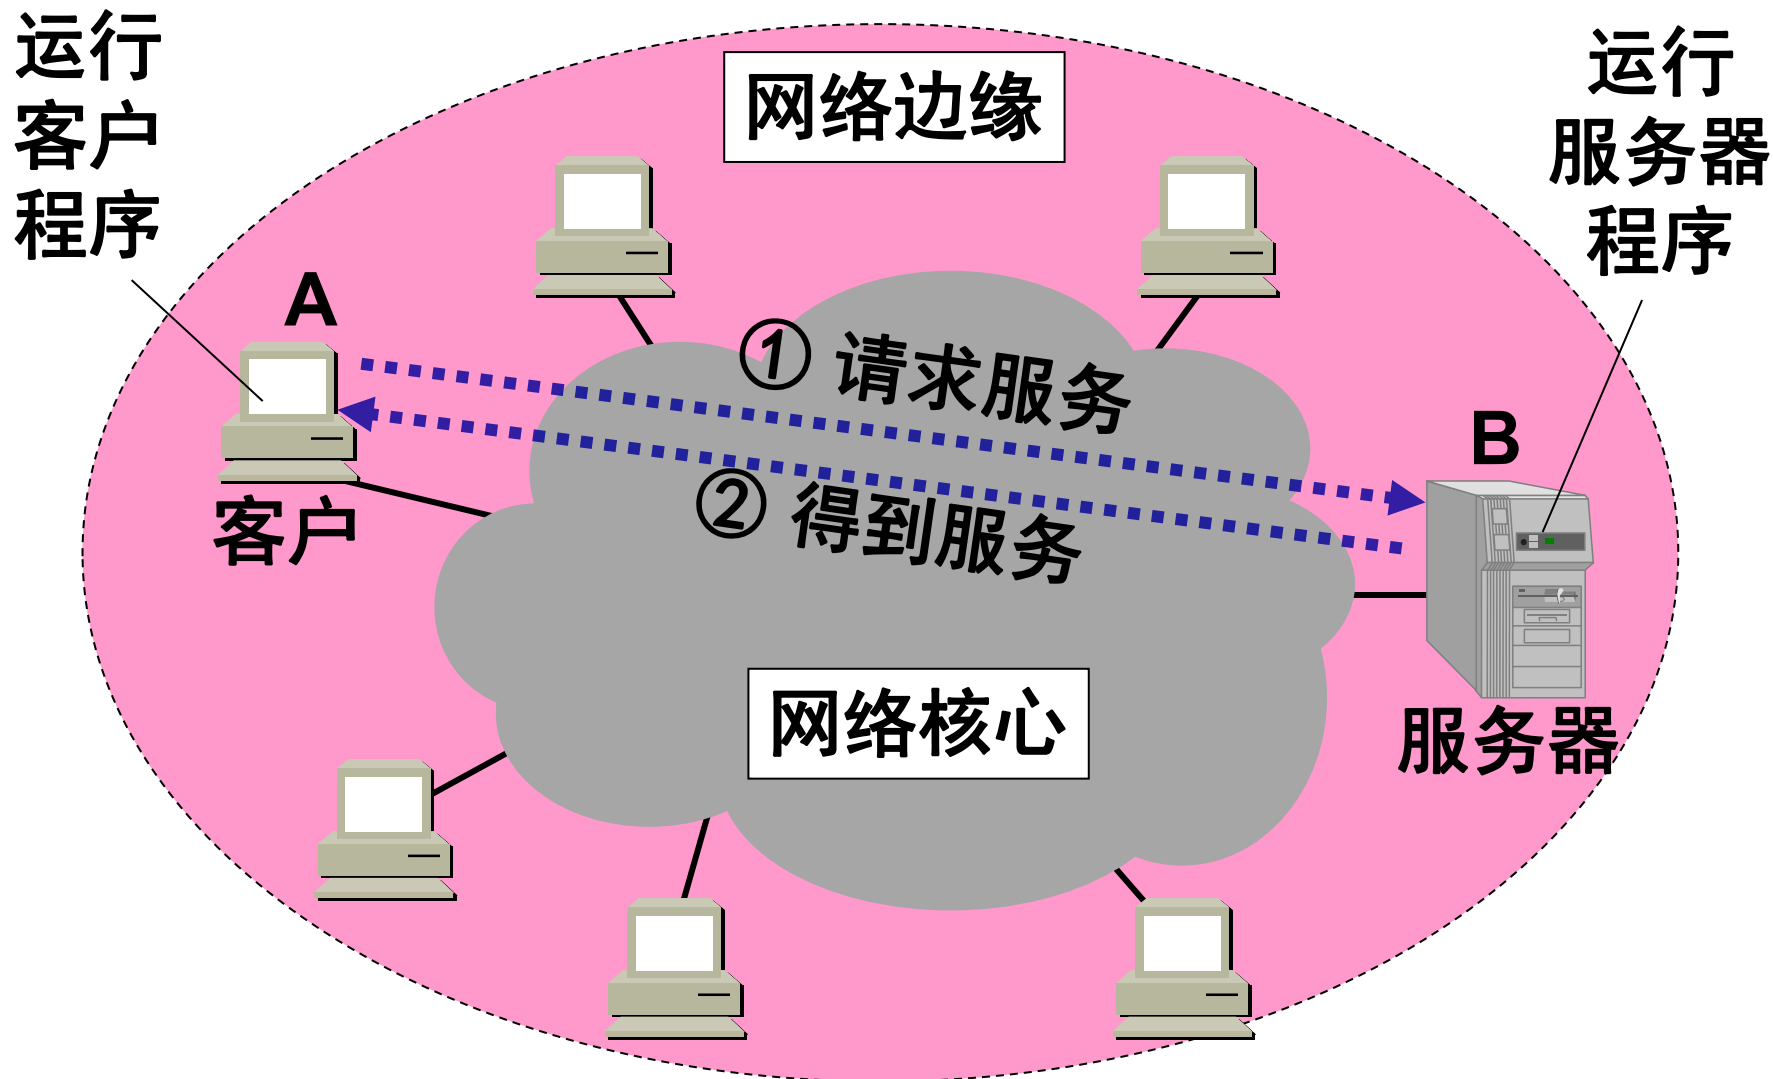 运行
客户
程序
网络边缘
运行
服务器
程序
A
① 请求服务
B
② 得到服务
客户
网络核心
服务器